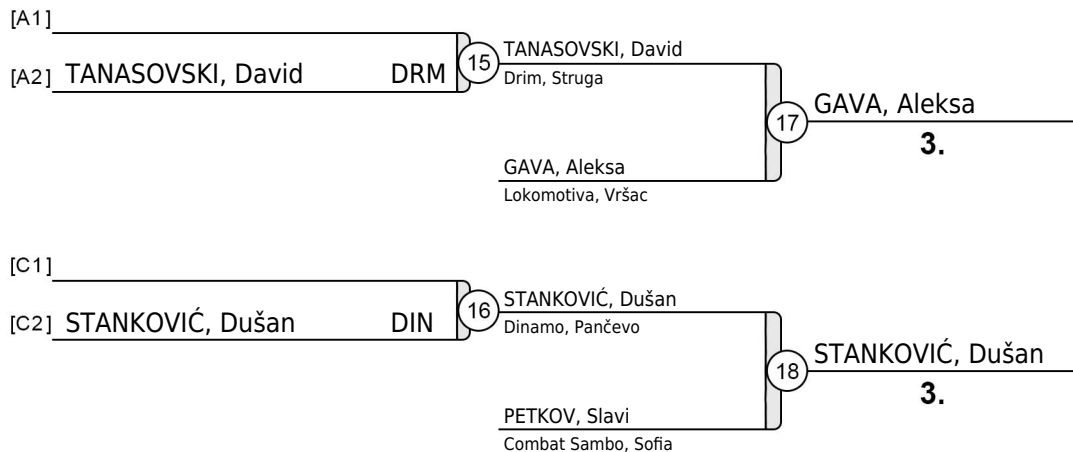 [A1]
[A2] TANASOVSKI, David DRM
15
TANASOVSKI, David
Drim, Struga
17
GAVA, Aleksa
3.
GAVA, Aleksa
Lokomotiva, Vršac
[C1]
[C2] STANKOVIĆ, Dušan DIN
16
STANKOVIĆ, Dušan
Dinamo, Pančevo
18
STANKOVIĆ, Dušan
3.
PETKOV, Slavi
Combat Sambo, Sofia